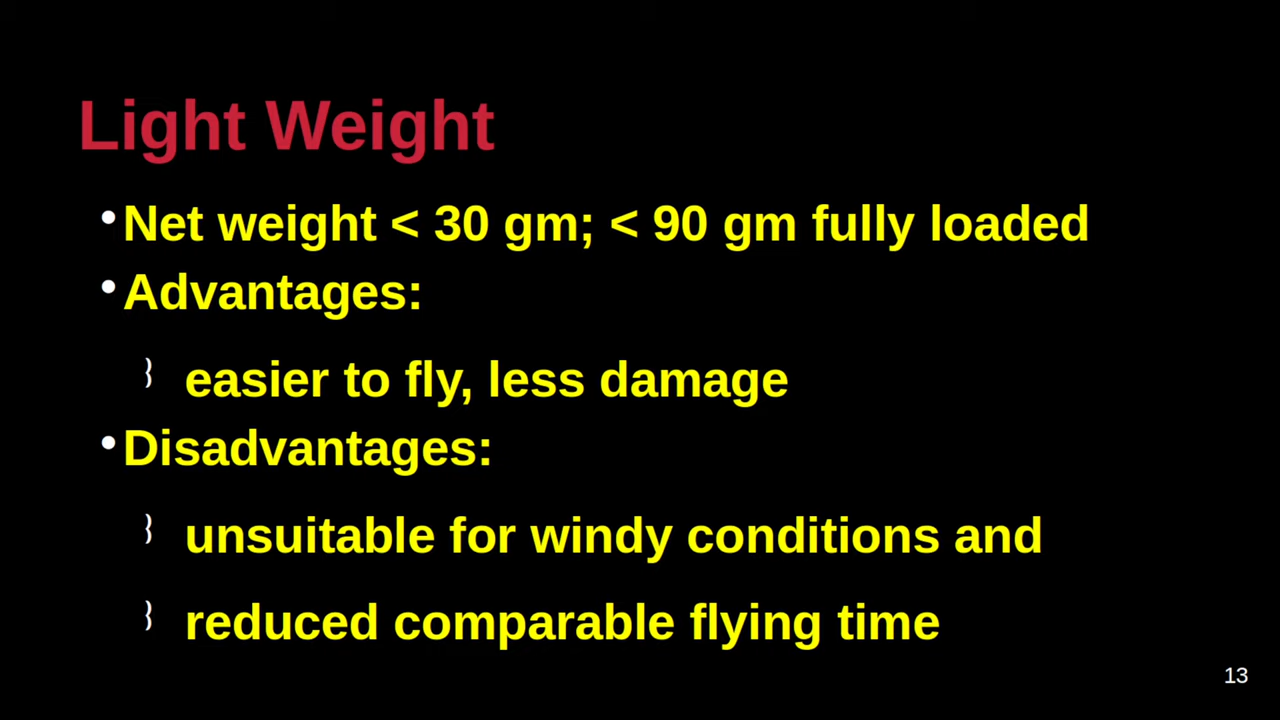 Light Weight
•Net weight < 30 gm; < 90 gm fully loaded
•Advantages:
⌇ easier to fly, less damage
•Disadvantages:
⌇ unsuitable for windy conditions and
⌇ reduced comparable flying time
13